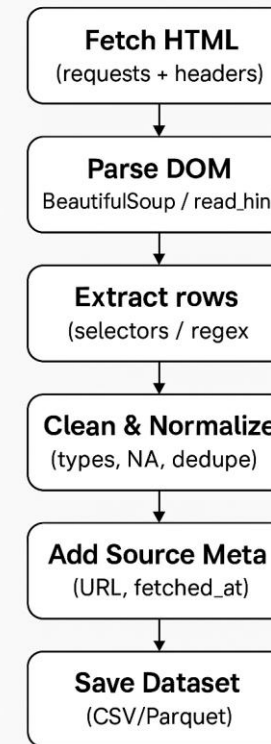 Fetch HTML
(requests + headers)
Parse DOM
BeautifulSoup / read_hin
Extract rows
(selectors / regex
Clean & Normalize
(types, NA, dedupe)
Add Source Meta
(URL, fetched_at)
Save Dataset
(CSV/Parquet)